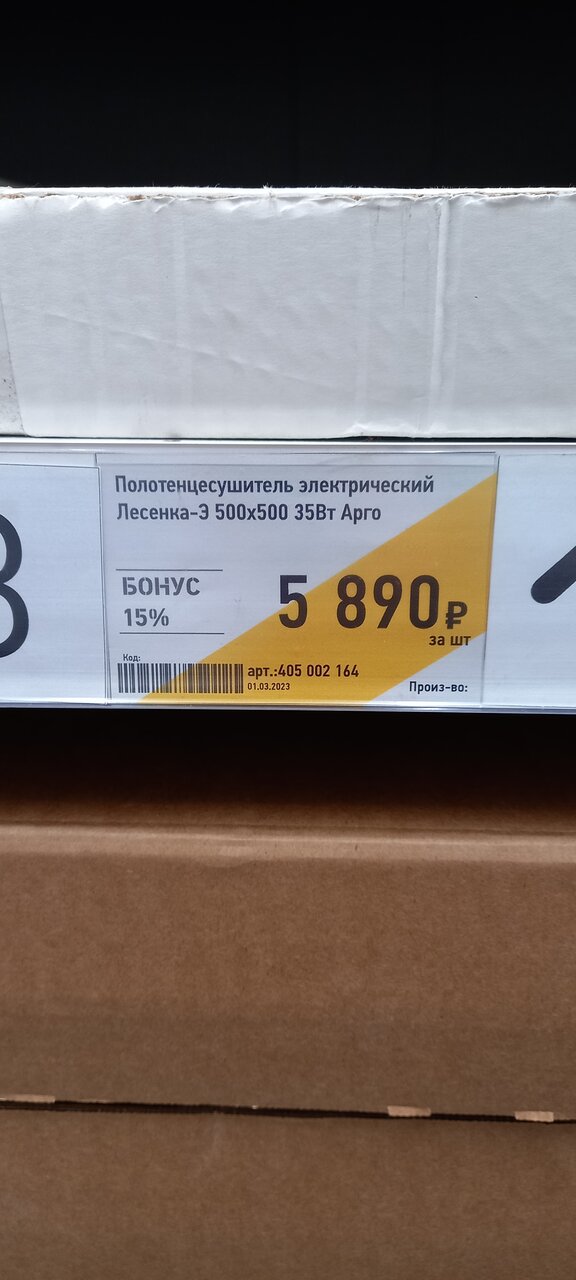 Полотенцесушитель электрический
Лесенка-Э 500х500 35Вт Арго
БОНУС
15%
5 890₽
за шт
Код:
арт.:405 002 164
01.03.2023
Произ-во: